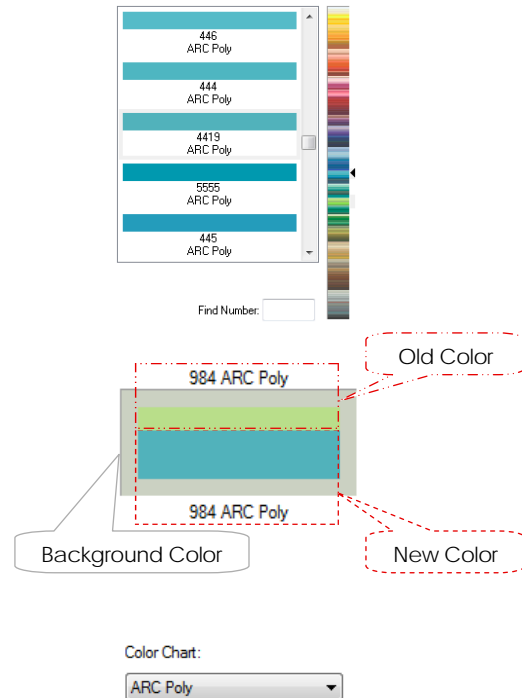 446
ARC Poly
444
ARC Poly
4419
ARC Poly
5555
ARC Poly
445
ARC Poly
Find Number:
Old Color
984 ARC Poly
984 ARC Poly
Background Color
New Color
Color Chart:
ARC Poly